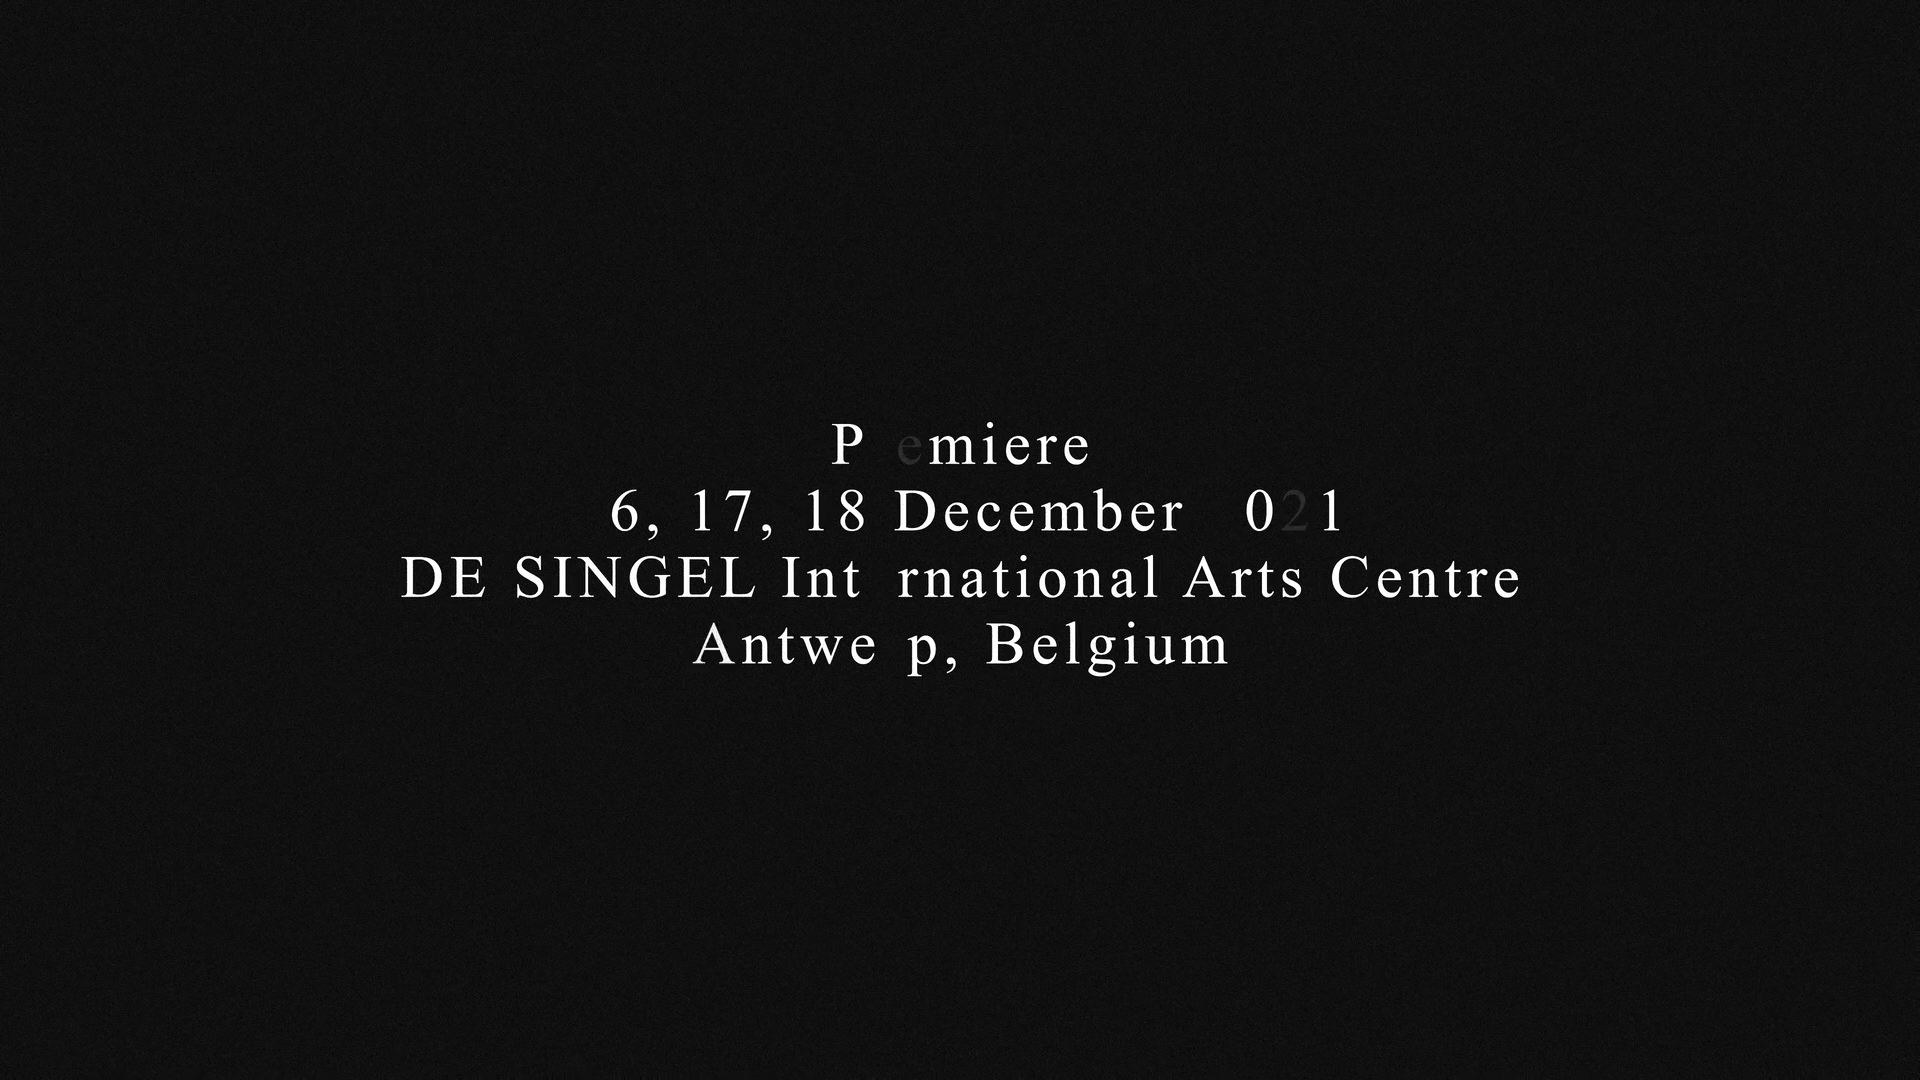 P emiere
6, 17, 18 December  021
DE SINGEL Int rnational Arts Centre
Antwe p, Belgium